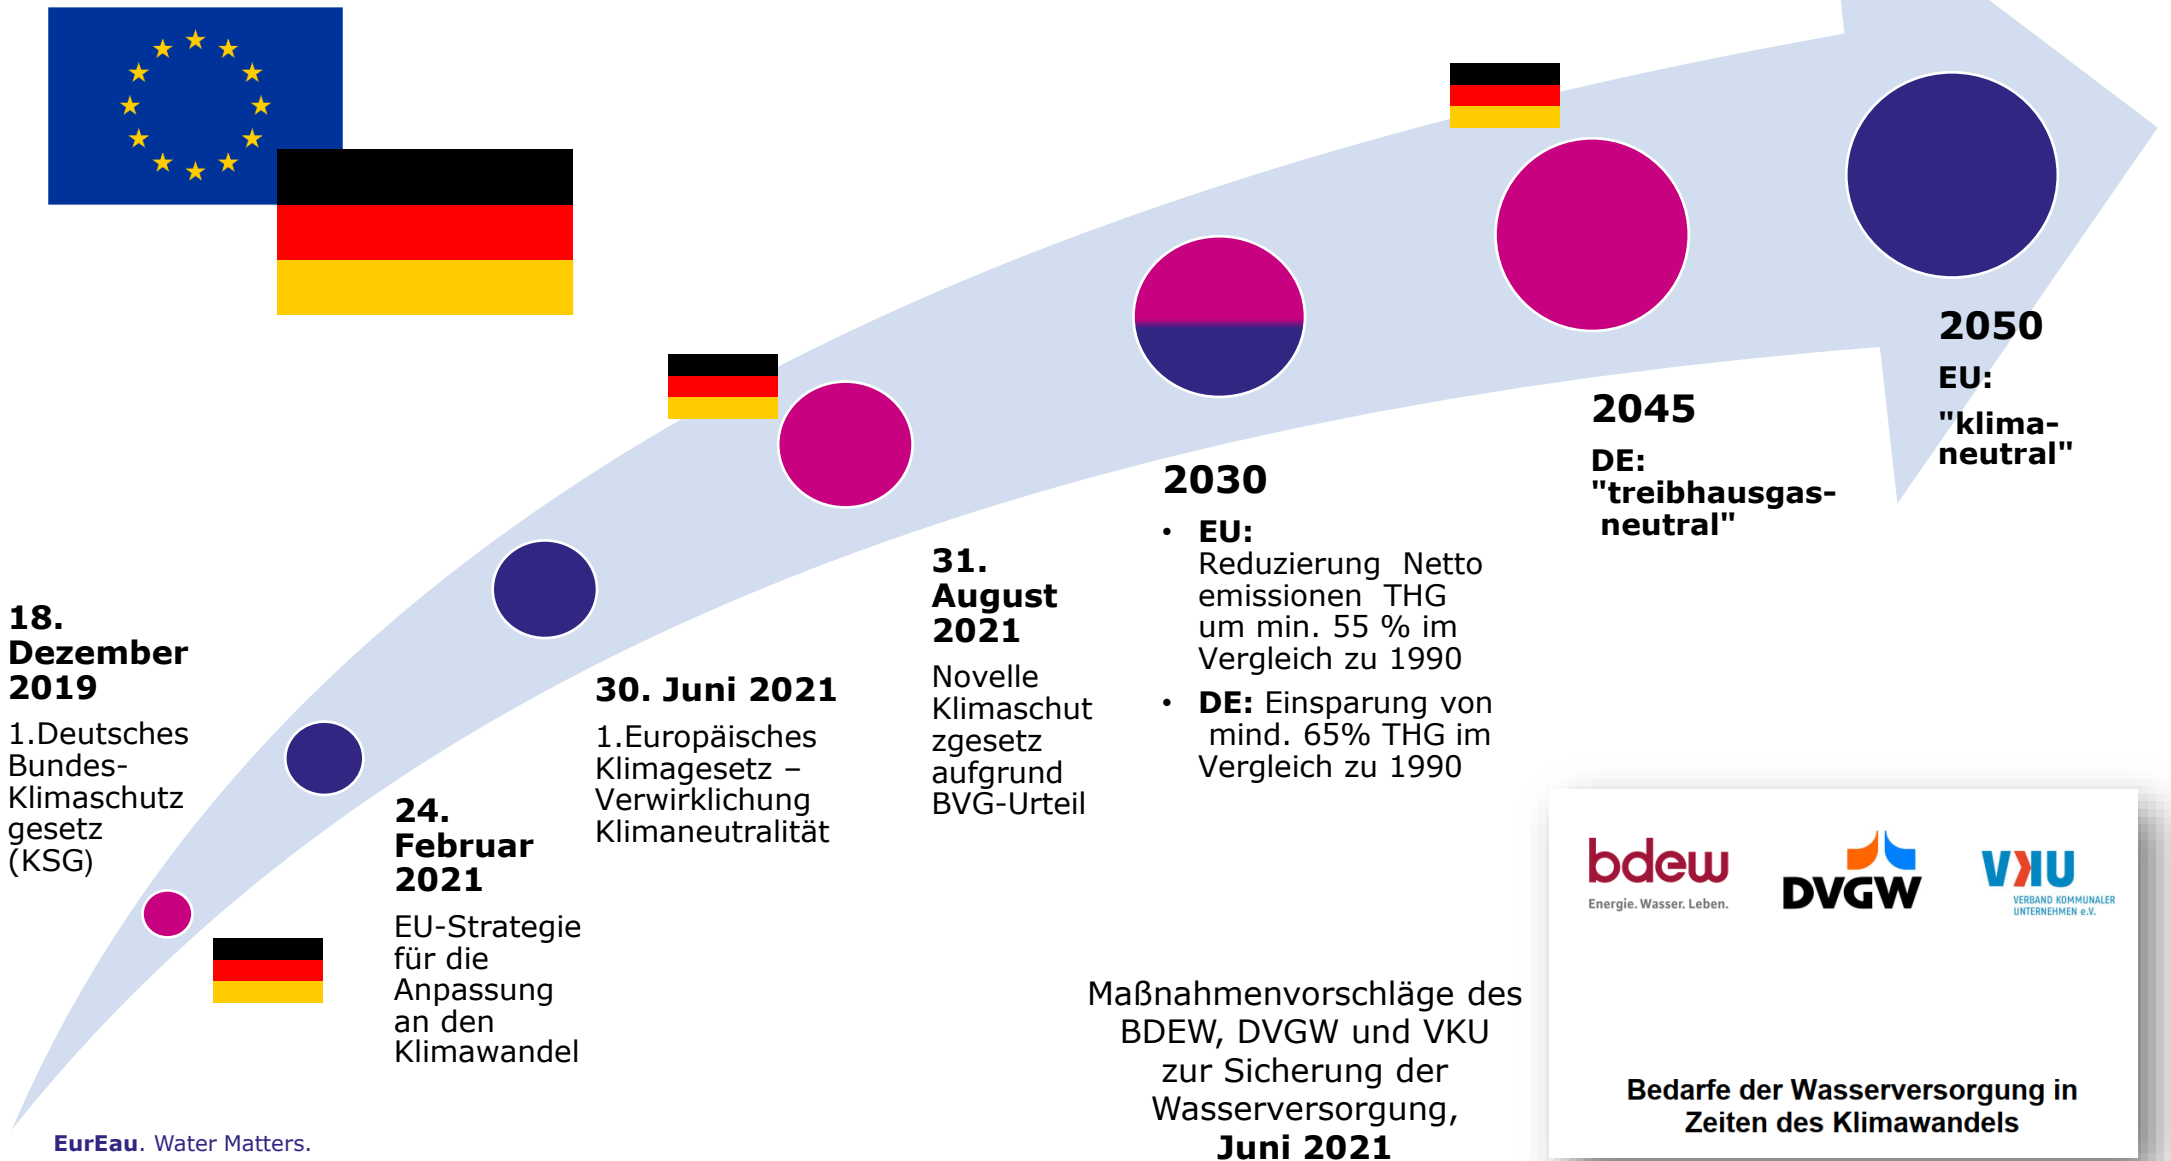 18.
Dezember
2019
1.Deutsches
Bundes-
Klimaschutz
gesetz
(KSG)
24.
Februar
2021
EU-Strategie
für die
Anpassung
an den
Klimawandel
30. Juni 2021
1.Europäisches
Klimagesetz –
Verwirklichung
Klimaneutralität
31.
August
2021
Novelle
Klimaschut
zgesetz
aufgrund
BVG-Urteil
2030
• EU:
Reduzierung Netto
emissionen THG
um min. 55 % im
Vergleich zu 1990
• DE: Einsparung von
mind. 65% THG im
Vergleich zu 1990
2045
DE:
"treibhausgas-
neutral"
2050
EU:
"klima-
neutral"
Maßnahmenvorschläge des
BDEW, DVGW und VKU
zur Sicherung der
Wasserversorgung,
Juni 2021
bdew
Energie. Wasser. Leben.
DVGW
VKU
VERBAND KOMMUNALER
UNTERNEHMEN e.V.
Bedarfe der Wasserversorgung in
Zeiten des Klimawandels
EurEau. Water Matters.